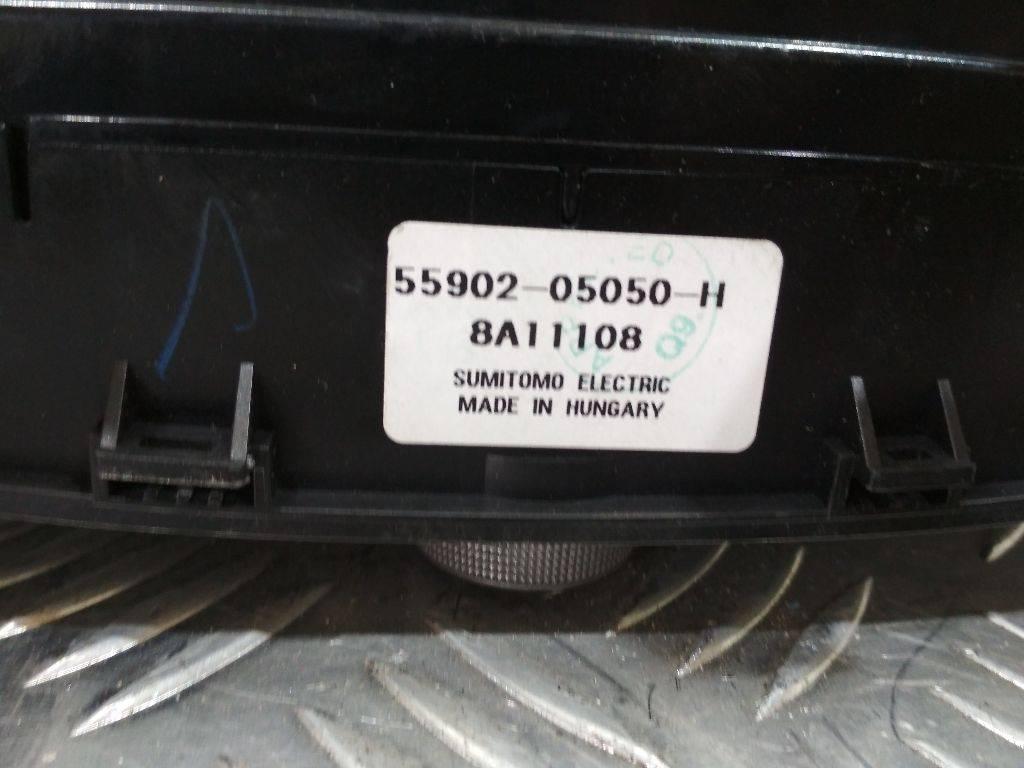 55902-05050-H
8A11108
SUMITOMO ELECTRIC
MADE IN HUNGARY